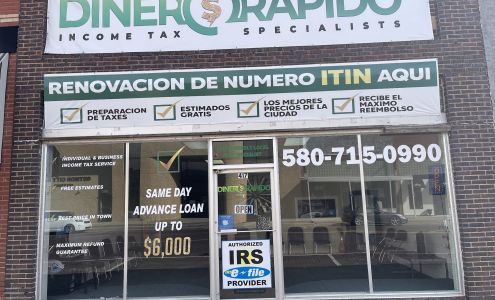 DINERO $ RAPIDO
INCOME TAX SPECIALISTS
RENOVACION DE NUMERO ITIN AQUI
PREPARACION DE TAXES
ESTIMADOS GRATIS
LOS MEJORES PRECIOS DE LA CIUDAD
RECIBE EL MAXIMO REEMBOLSO
INDIVIDUAL & BUSINESS
INCOME TAX SERVICE
FREE ESTIMATES
BEST PRICE IN TOWN
MAXIMUM REFUND
GUARANTEE
SAME DAY
ADVANCE LOAN
UP TO
$6,000
417
DINERO RAPIDO
OPEN
AUTHORIZED
IRS
e file
PROVIDER
580-715-0990